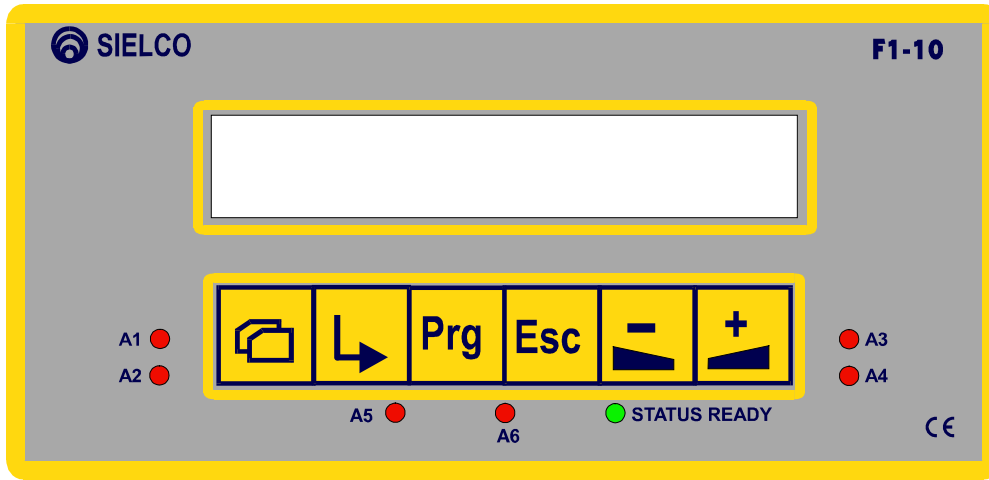 SIELCO
F1-10
Prg
Esc
- +
A1
A2
A3
A4
A5
A6
STATUS READY
CE